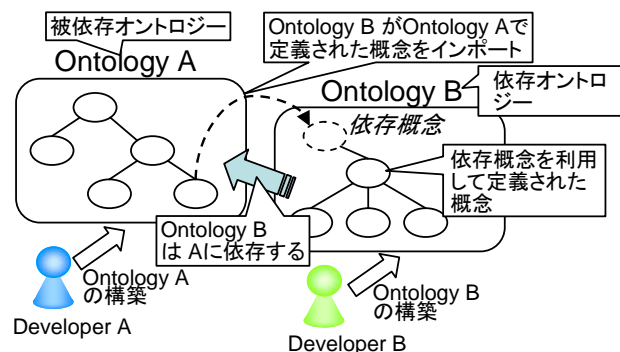 被依存オントロジー
Ontology A
Ontology B がOntology Aで
定義された概念をインポート
Ontology B
依存オントロ
ジー
依存概念
依存概念を利用
して定義された
概念
Ontology B
は Aに依存する
Ontology A
の構築
Developer A
Ontology B
の構築
Developer B